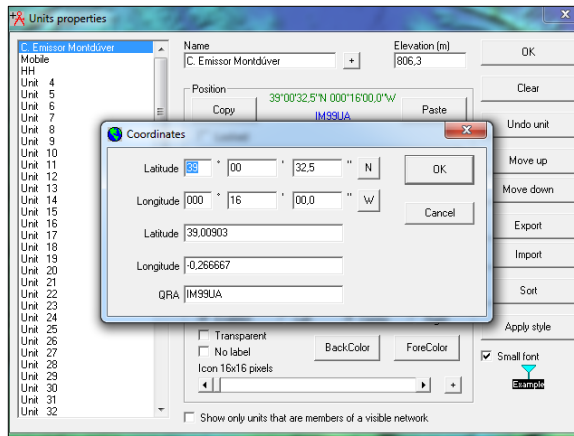 Units properties
C. Emissor Montdúver
Mobile
HH
Unit 4
Unit 5
Unit 6
Unit 7
Unit 8
Unit 9
Unit 10
Unit 11
Unit 12
Unit 13
Unit 14
Unit 15
Unit 16
Unit 17
Unit 18
Unit 19
Unit 20
Unit 21
Unit 22
Unit 23
Unit 24
Unit 25
Unit 26
Unit 27
Unit 28
Unit 29
Unit 30
Unit 31
Unit 32
Name
C. Emissor Montdúver
+
Elevation (m)
806,3
Position
39°00'32,5"N 000°16'00,0"W
Copy
IM99UA
Paste
Coordinates
Latitude 39 ° 00 ' 32,5 " N
Longitude 000 ° 16 ' 00,0 " W
Latitude 39,00903
Longitude -0,266667
QRA IM99UA
OK
Cancel
Transparent
No label
BackColor
ForeColor
Icon 16x16 pixels
+
Show only units that are members of a visible network
OK
Clear
Undo unit
Move up
Move down
Export
Import
Sort
Apply style
Small font
Example